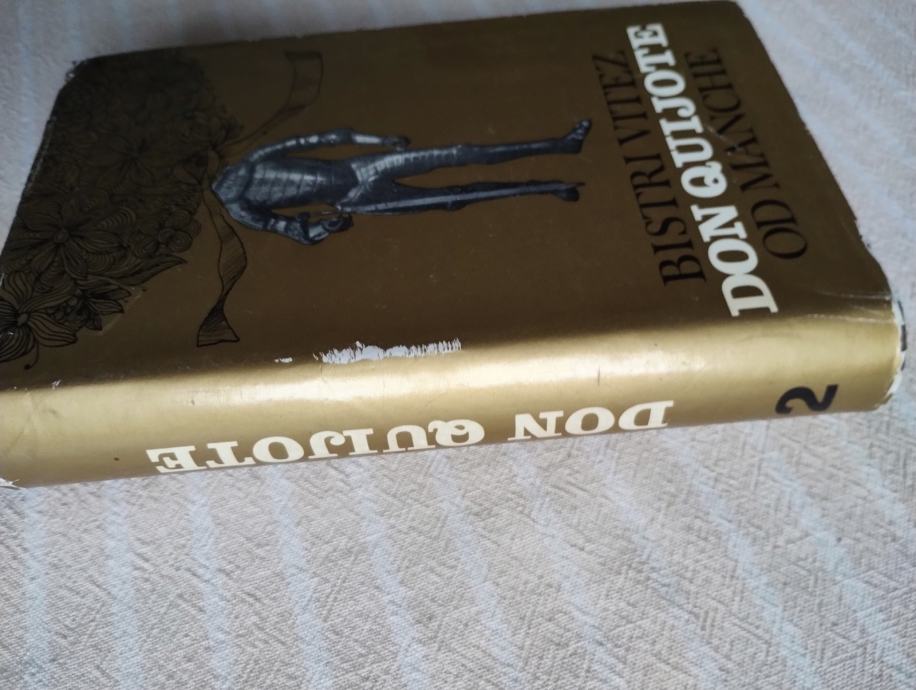 BISTRI VITEZ
DON QUIJOTE
OD MANCHE
DON QUIJOTE
2